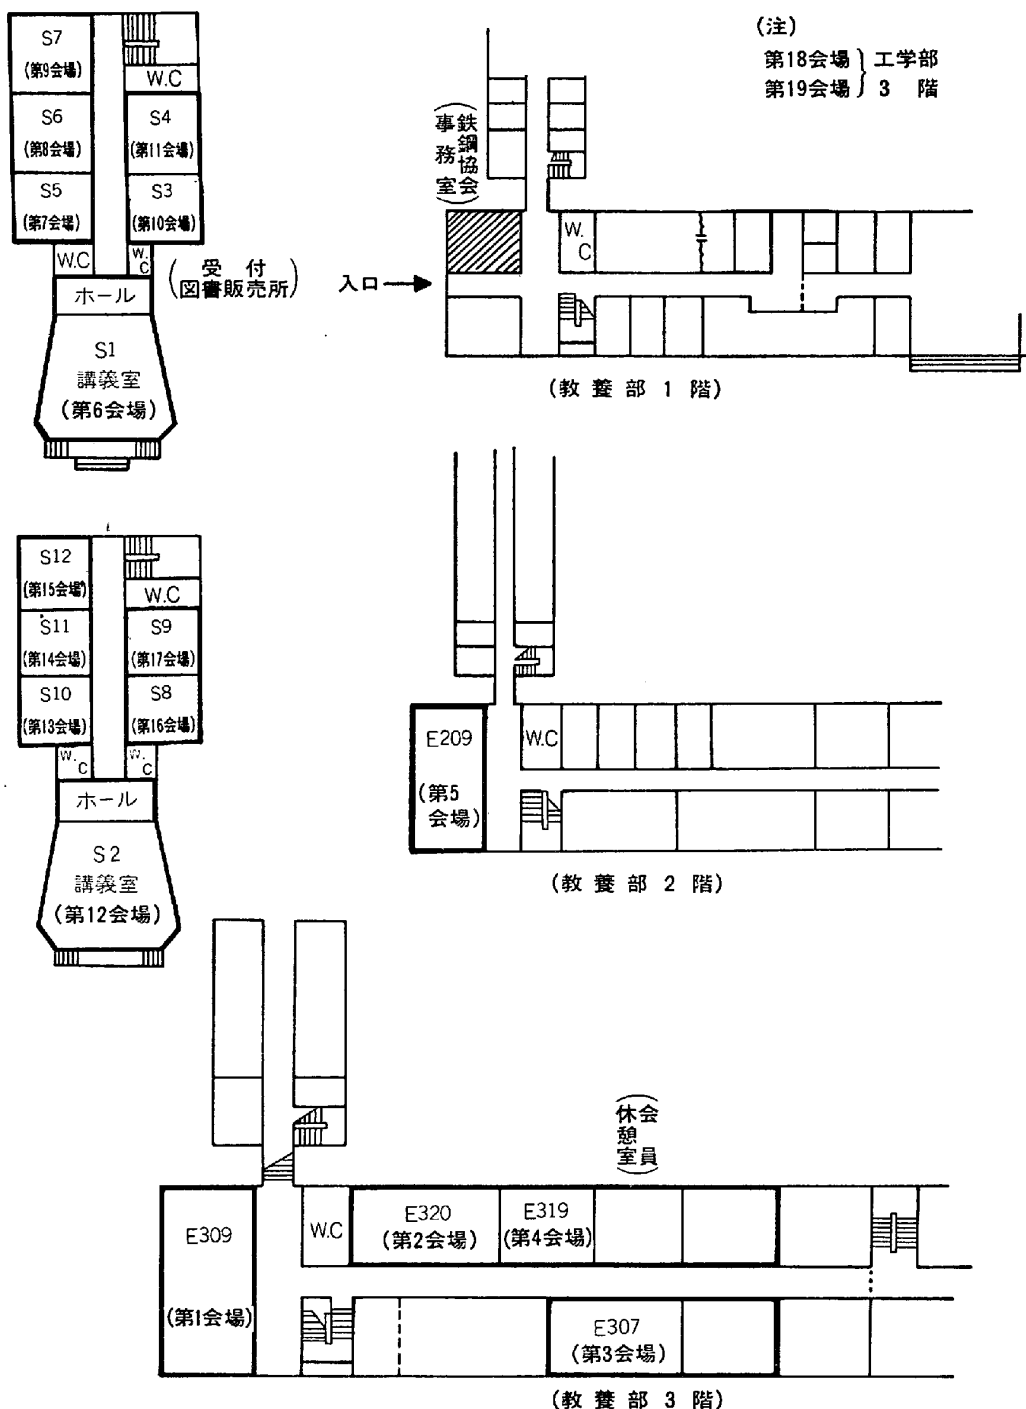 S7
(第9会場)
W.C
S6
(第8会場)
S4
(第11会場)
S5
(第7会場)
S3
(第10会場)
W.C
W.C
ホール
(受付
図書販売所)
S1
講義室
(第6会場)
(注)
第18会場
第19会場
工学部
3 階
(鉄鋼協会
事務室)
W.C
入口
(教養部1階)
S12
(第15会場)
W.C
S11
(第14会場)
S9
(第17会場)
S10
(第13会場)
S8
(第16会場)
W.C
W.C
ホール
S2
講義室
(第12会場)
E209
(第5
会場)
W.C
(教養部2階)
(会員
休憩室)
E309
(第1会場)
W.C
E320
(第2会場)
E319
(第4会場)
E307
(第3会場)
(教養部3階)